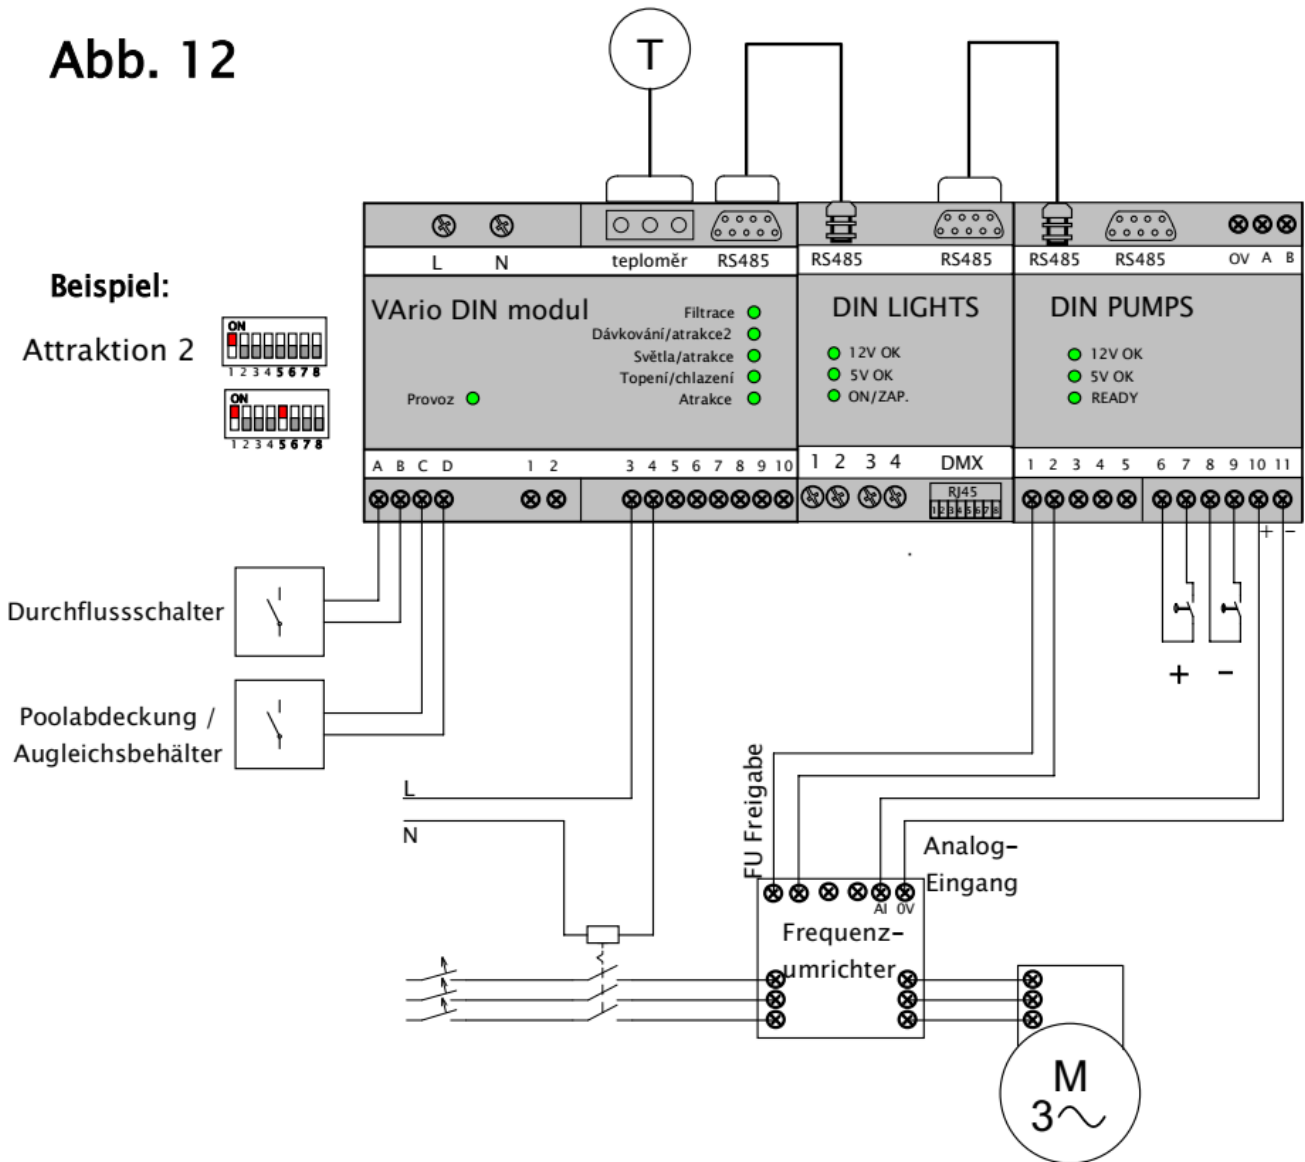 Abb. 12
T
L N teploměr RS485 RS485 RS485 RS485 RS485 0V A B
Beispiel:
Attraktion 2
ON
1 2 3 4 5 6 7 8
ON
1 2 3 4 5 6 7 8
VArio DIN modul
Filtrace
Dávkování/atrakce2
Světla/atrakce
Topení/chlazení
Provoz
Atrakce
DIN LIGHTS
12V OK
5V OK
ON/ZAP.
DIN PUMPS
12V OK
5V OK
READY
A B C D 1 2 3 4 5 6 7 8 9 10
1 2 3 4 DMX
RJ45
1 2 3 4 5 6 7 8
1 2 3 4 5 6 7 8 9 10 11
+ −
Durchflussschalter
+ −
Poolabdeckung /
Augleichsbehälter
L
N
FU Freigabe
Analog-
Eingang
AI 0V
Frequenz-
umrichter
M
3~